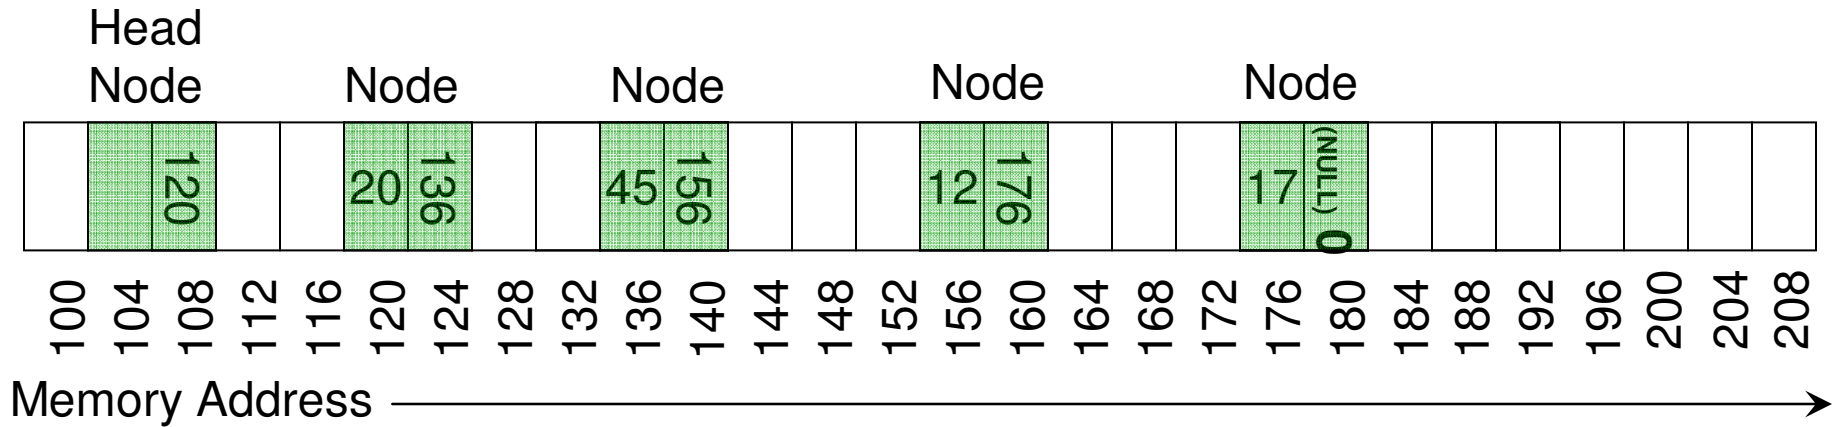 Head
Node Node Node Node Node
120 20 136 45 156 12 176 17 (NULL) 0
100 104 108 112 116 120 124 128 132 136 140 144 148 152 156 160 164 168 172 176 180 184 188 192 196 200 204 208
Memory Address